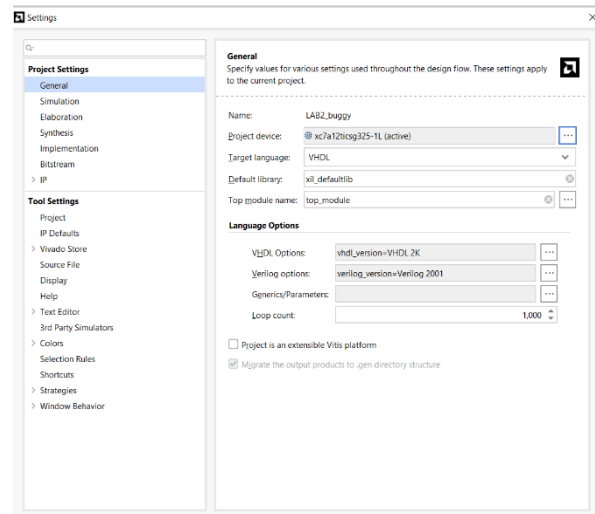 Settings
Q-
Project Settings
General
Simulation
Elaboration
Synthesis
Implementation
Bitstream
> IP
Tool Settings
Project
IP Defaults
> Vivado Store
Source File
Display
Help
> Text Editor
3rd Party Simulators
> Colors
Selection Rules
Shortcuts
> Strategies
> Window Behavior
General
Specify values for various settings used throughout the design flow. These settings apply
to the current project.
Name: LAB2_buggy
Project device: xc7a12ticsg325-1L (active) ...
Target language: VHDL
Default library: xil_defaultlib
Top module name: top_module ...
Language Options
VHDL Options: vhdl_version=VHDL 2K ...
Verilog options: verilog_version=Verilog 2001 ...
Generics/Parameters: ...
Loop count: 1,000
Project is an extensible Vitis platform
Migrate the output products to .gen directory structure